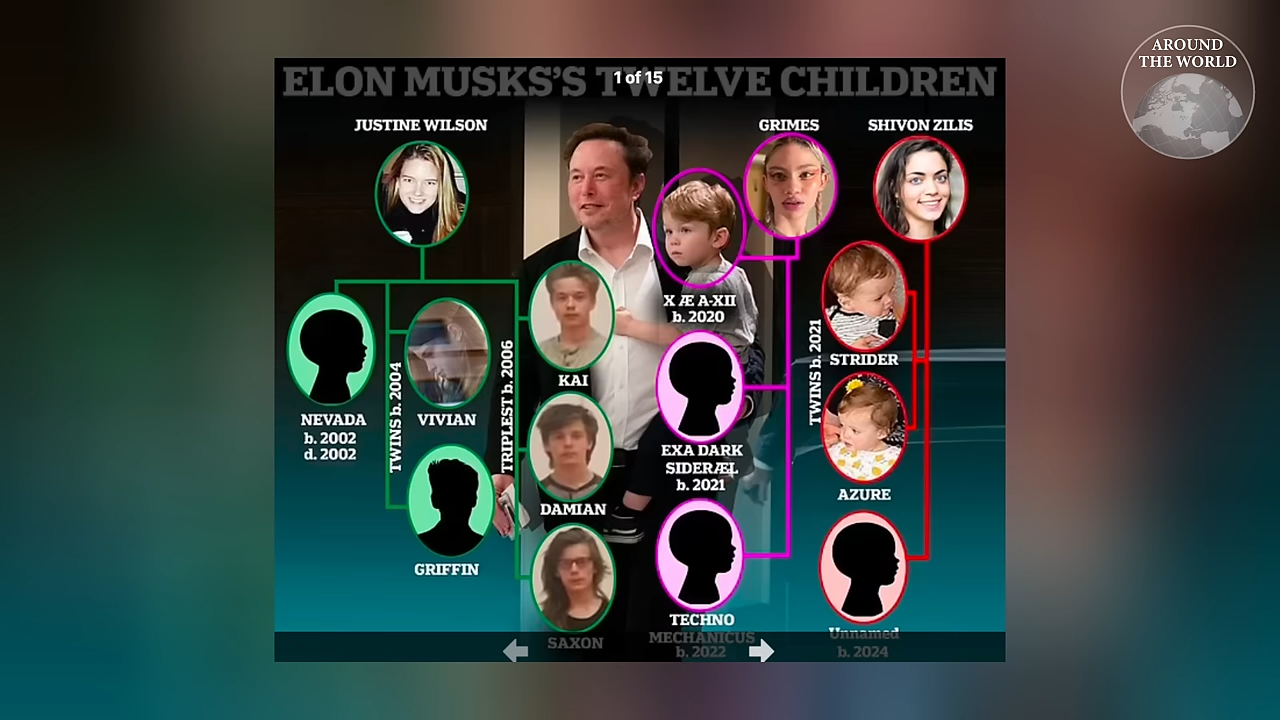 AROUND
THE WORLD
ELON MUSKS'S TWELVE CHILDREN
1 of 15
JUSTINE WILSON
GRIMES
SHIVON ZILIS
NEVADA
b. 2002
d. 2002
TWINS b. 2004
VIVIAN
GRIFFIN
TRIPLEST b. 2006
KAI
DAMIAN
SAXON
X Æ A-XII
b. 2020
EXA DARK
SIDERÆL
b. 2021
TECHNO
MECHANICUS
b. 2022
TWINS b. 2021
STRIDER
AZURE
Unnamed
b. 2024